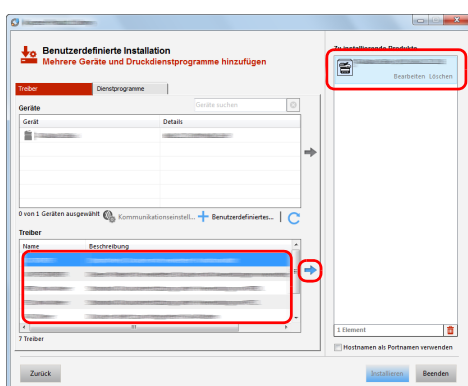 Benutzerdefinierte Installation
Mehrere Geräte und Druckdienstprogramme hinzufügen
Zu installierende Produkte
Bearbeiten Löschen
Treiber
Dienstprogramme
Geräte
Geräte suchen
Gerät
Details
0 von 1 Geräten ausgewählt
Kommunikationseinstell...
Benutzerdefiniertes...
Treiber
Name
Beschreibung
7 Treiber
1 Element
Hostnamen als Portnamen verwenden
Zurück
Installieren
Beenden